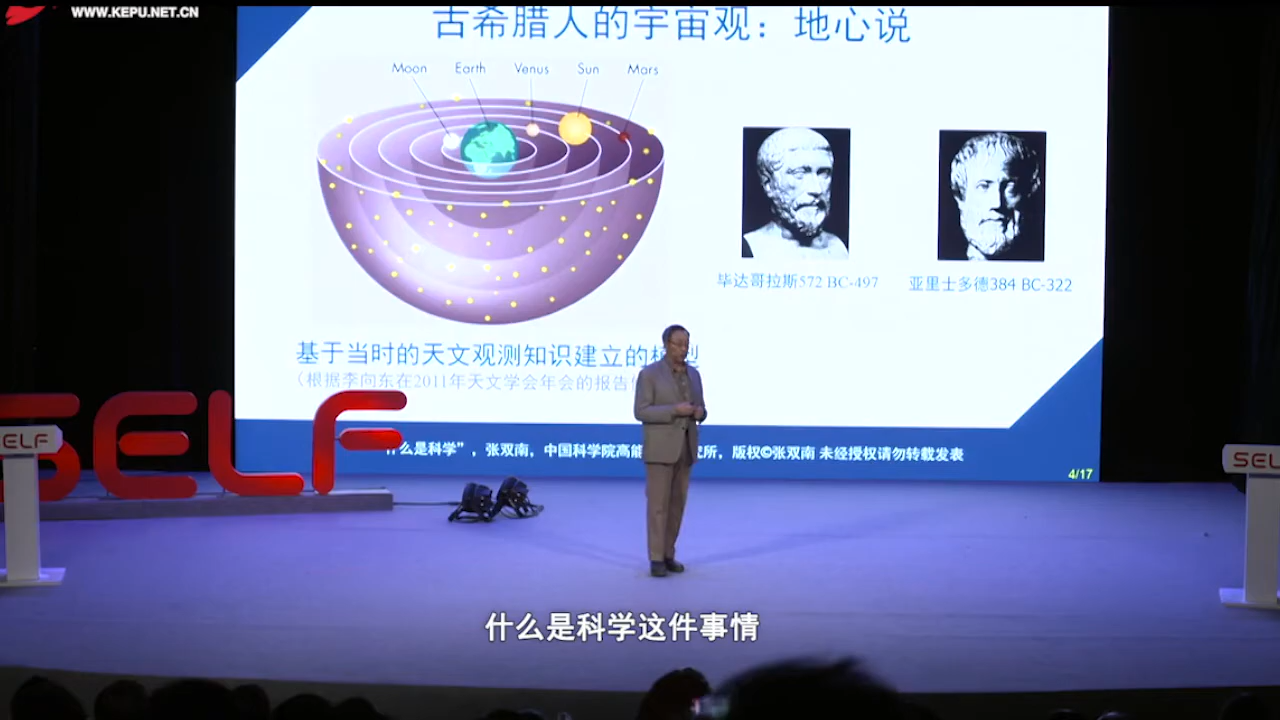 WWW.KEPU.NET.CN
古希腊人的宇宙观：地心说
Moon Earth Venus Sun Mars
毕达哥拉斯572 BC-497
亚里士多德384 BC-322
基于当时的天文观测知识建立的模型
（根据李向东在2011年天文学会年会的报告
SELF
SELF
SEL
什么是科学”，张双南，中国科学院高能 究所，版权©张双南 未经授权请勿转载发表
4/17
什么是科学这件事情